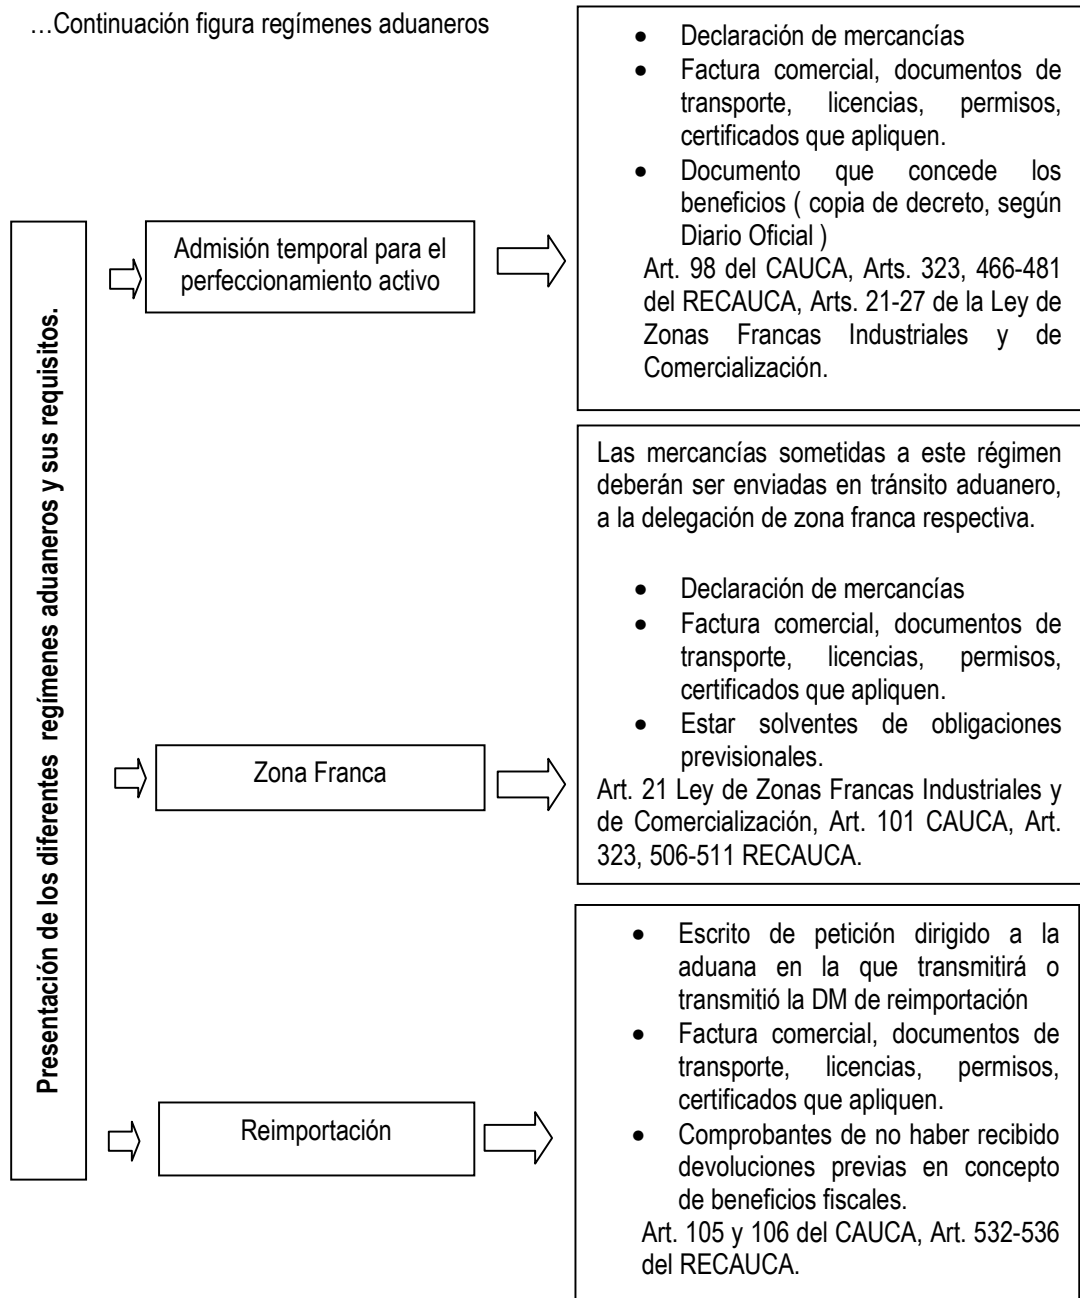 …Continuación figura regímenes aduaneros
Presentación de los diferentes regímenes aduaneros y sus requisitos.
Admisión temporal para el
perfeccionamiento activo
• Declaración de mercancías
• Factura comercial, documentos de
transporte, licencias, permisos,
certificados que apliquen.
• Documento que concede los
beneficios ( copia de decreto, según
Diario Oficial )
Art. 98 del CAUCA, Arts. 323, 466-481
del RECAUCA, Arts. 21-27 de la Ley de
Zonas Francas Industriales y de
Comercialización.
Zona Franca
Las mercancías sometidas a este régimen
deberán ser enviadas en tránsito aduanero,
a la delegación de zona franca respectiva.
• Declaración de mercancías
• Factura comercial, documentos de
transporte, licencias, permisos,
certificados que apliquen.
• Estar solventes de obligaciones
previsionales.
Art. 21 Ley de Zonas Francas Industriales y
de Comercialización, Art. 101 CAUCA, Art.
323, 506-511 RECAUCA.
Reimportación
• Escrito de petición dirigido a la
aduana en la que transmitirá o
transmitió la DM de reimportación
• Factura comercial, documentos de
transporte, licencias, permisos,
certificados que apliquen.
• Comprobantes de no haber recibido
devoluciones previas en concepto
de beneficios fiscales.
Art. 105 y 106 del CAUCA, Art. 532-536
del RECAUCA.